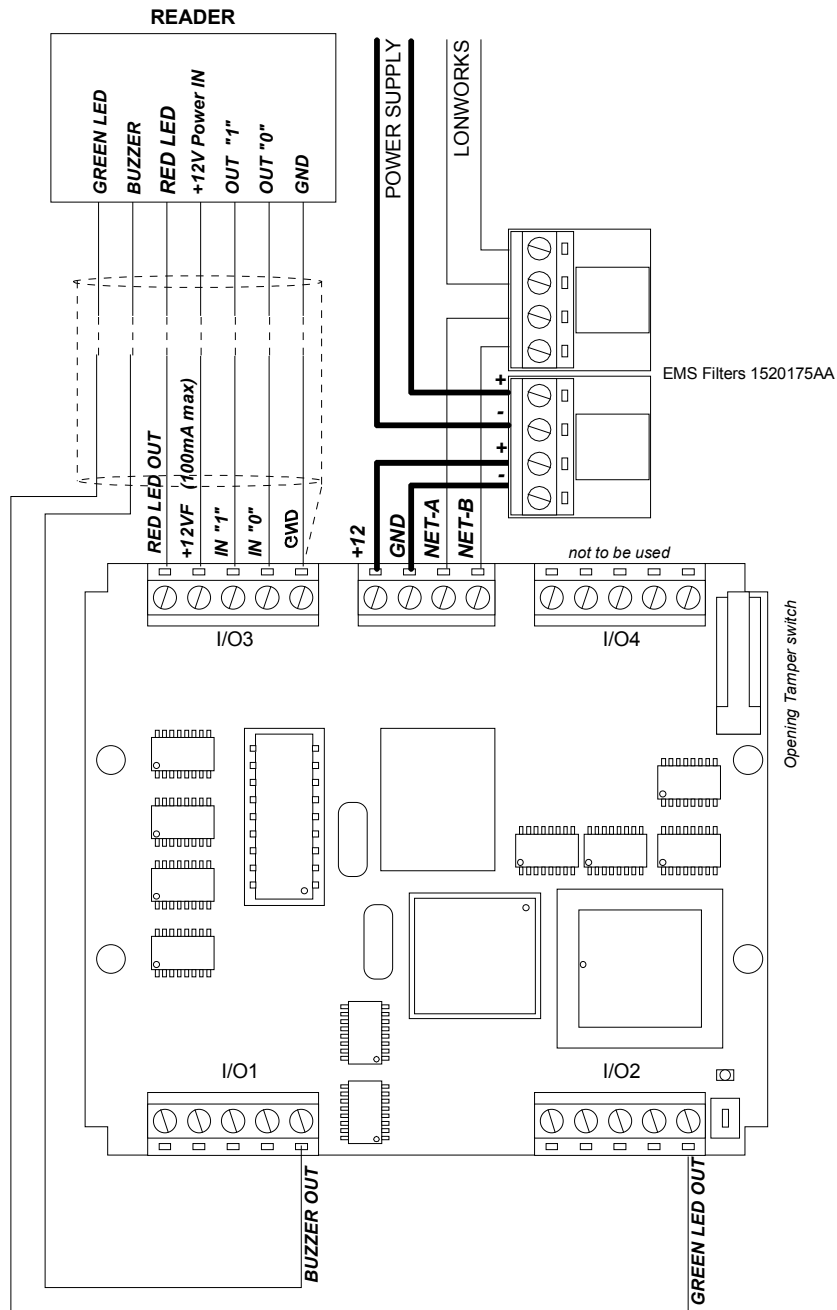 READER
GREEN LED
BUZZER
RED LED
+12V Power IN
OUT "1"
OUT "0"
GND
POWER SUPPLY
LONWORKS
EMS Filters 1520175AA
+
-
+
-
RED LED OUT
+12VF (100mA max)
IN "1"
IN "0"
GND
+12
GND
NET-A
NET-B
not to be used
I/O3
I/O4
Opening Tamper switch
I/O1
I/O2
BUZZER OUT
GREEN LED OUT